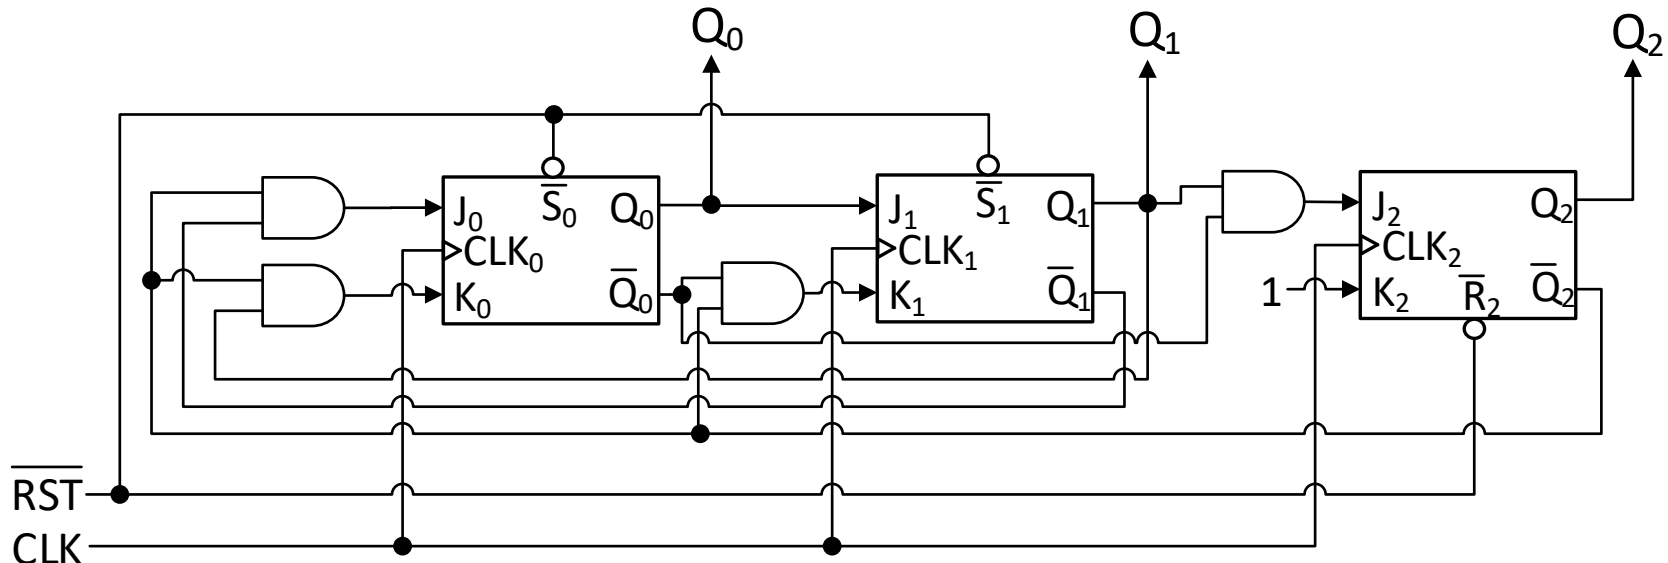 Q₀
Q₁
Q₂
J₀
S̅₀
Q₀
CLK₀
K₀
Q̅₀
J₁
S̅₁
Q₁
CLK₁
K₁
Q̅₁
J₂
Q₂
CLK₂
1
K₂
R̅₂
Q̅₂
R̅S̅T̅
CLK